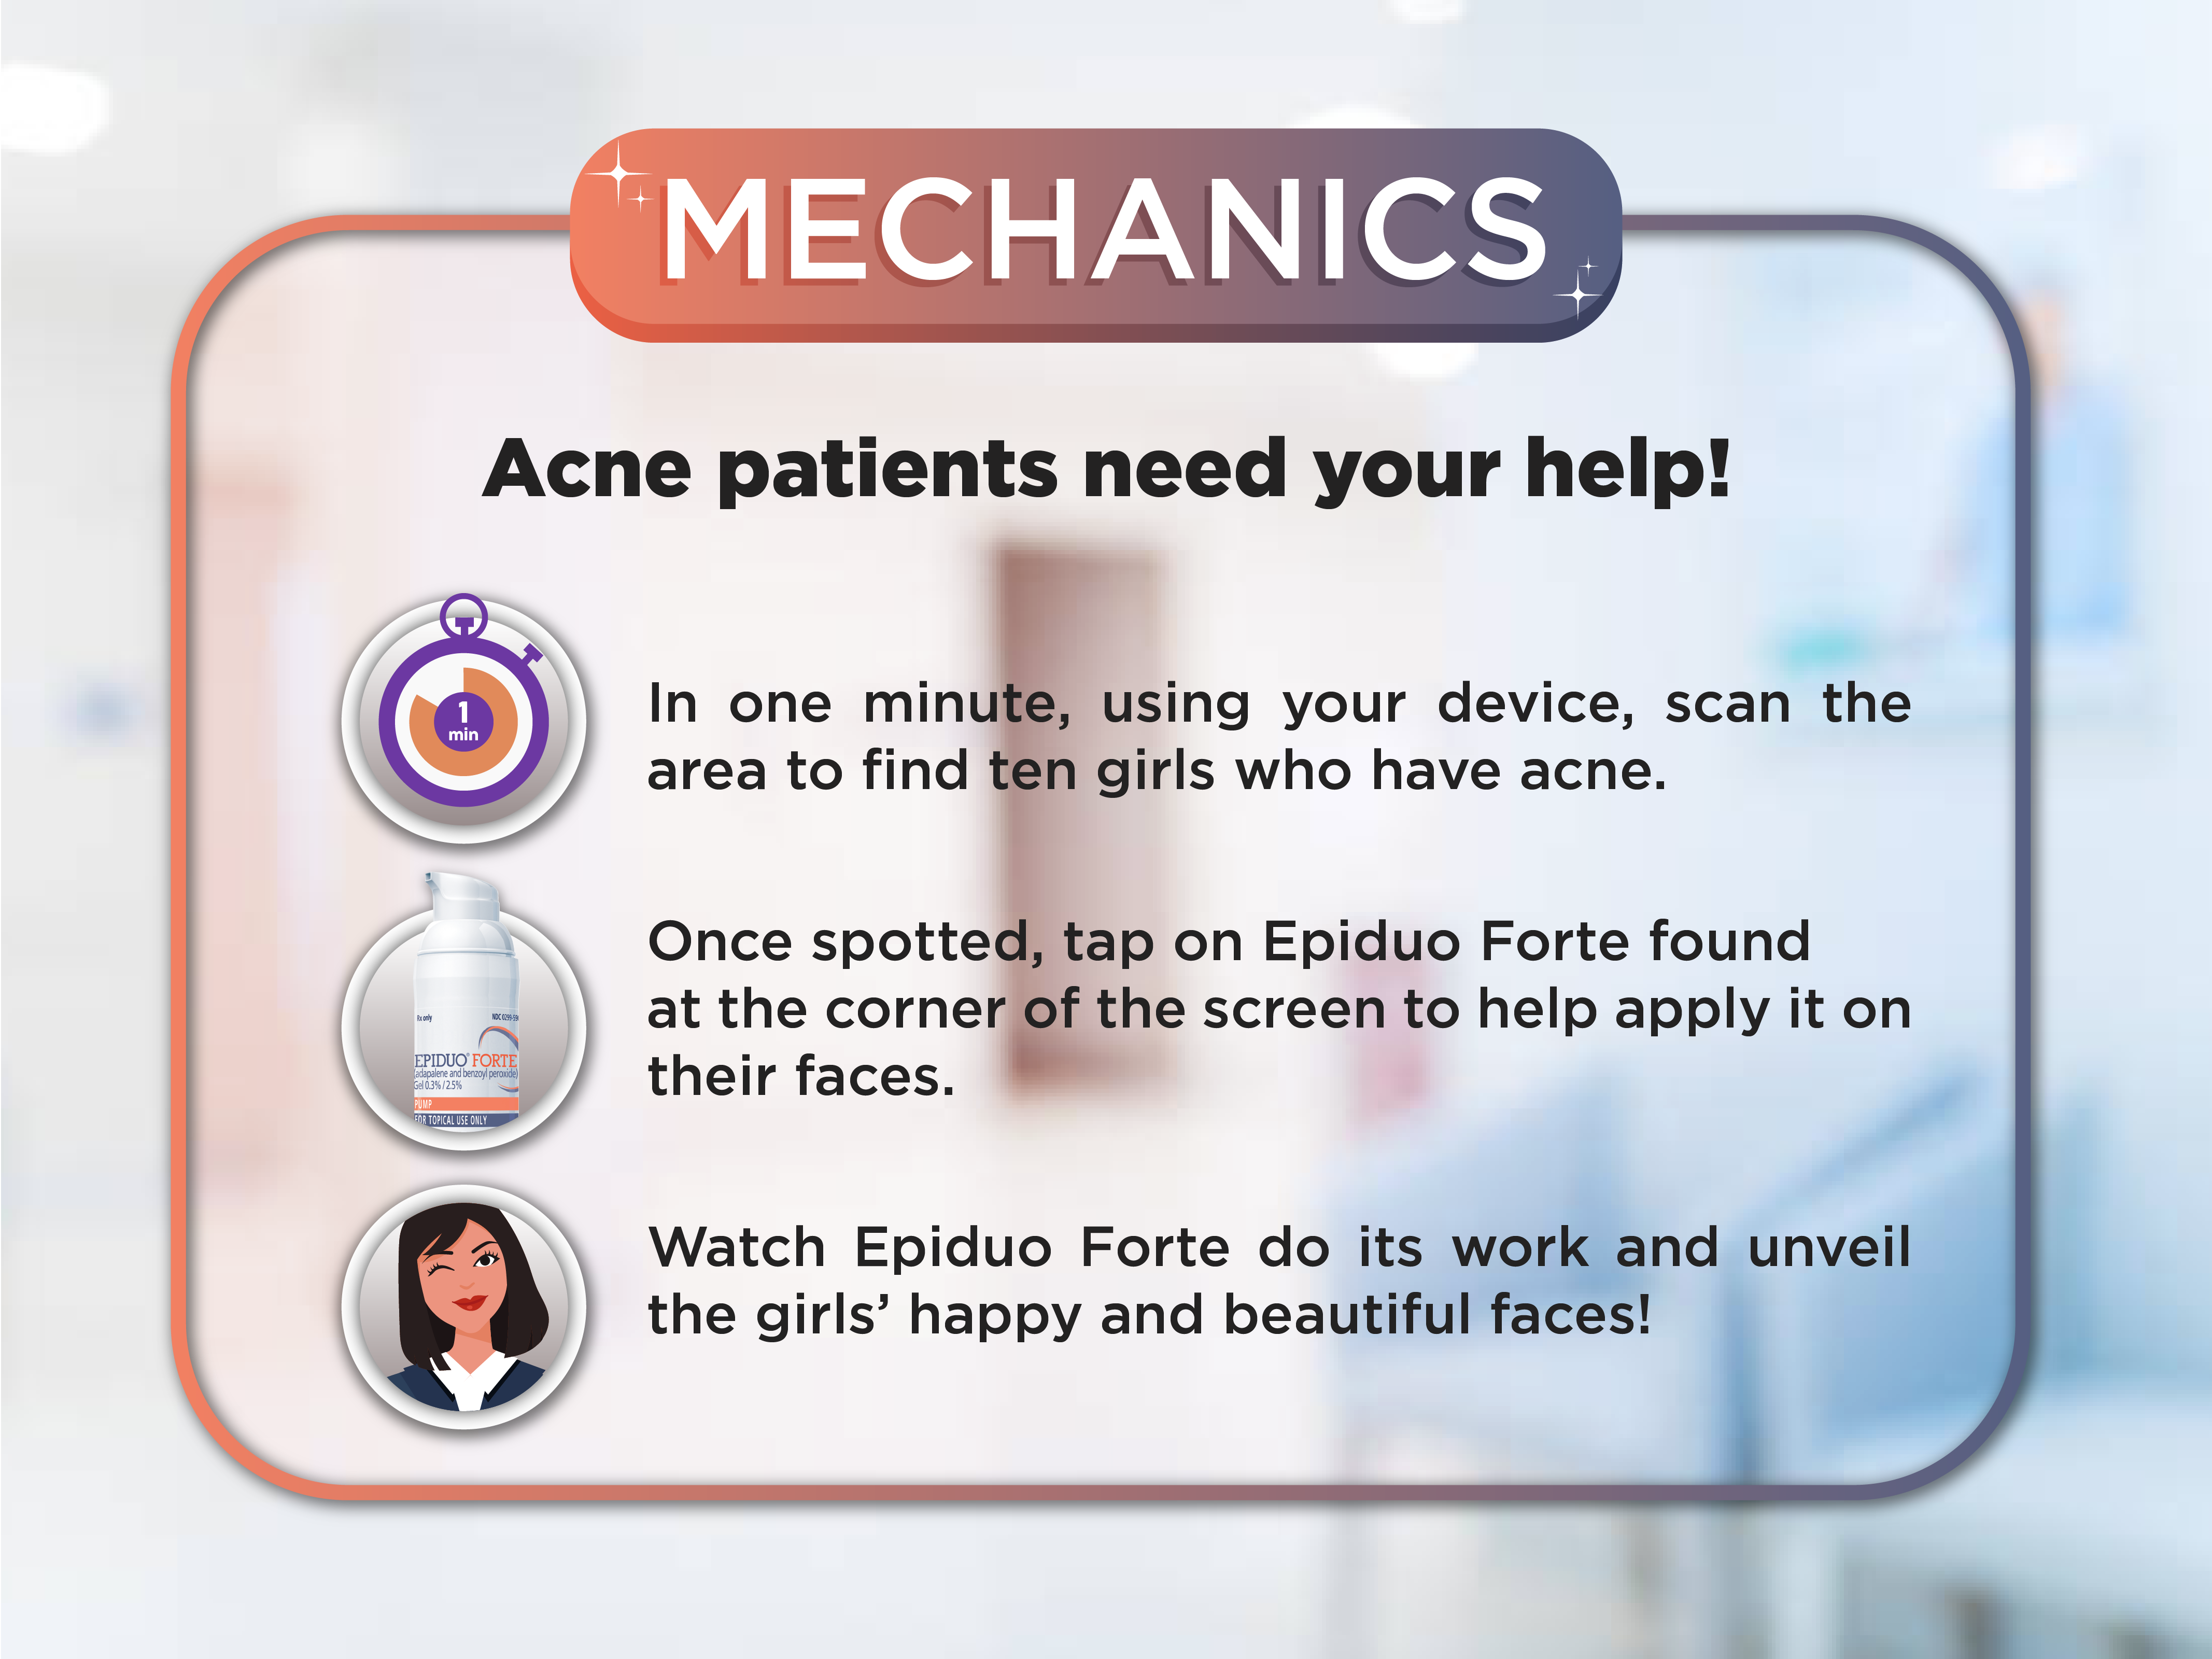 MECHANICS
Acne patients need your help!
1
min
In one minute, using your device, scan the
area to find ten girls who have acne.
Rx only NDC 0299-59
EPIDUO® FORTE
(adapalene and benzoyl peroxide)
Gel 0.3% / 2.5%
PUMP
FOR TOPICAL USE ONLY
Once spotted, tap on Epiduo Forte found
at the corner of the screen to help apply it on
their faces.
Watch Epiduo Forte do its work and unveil
the girls’ happy and beautiful faces!